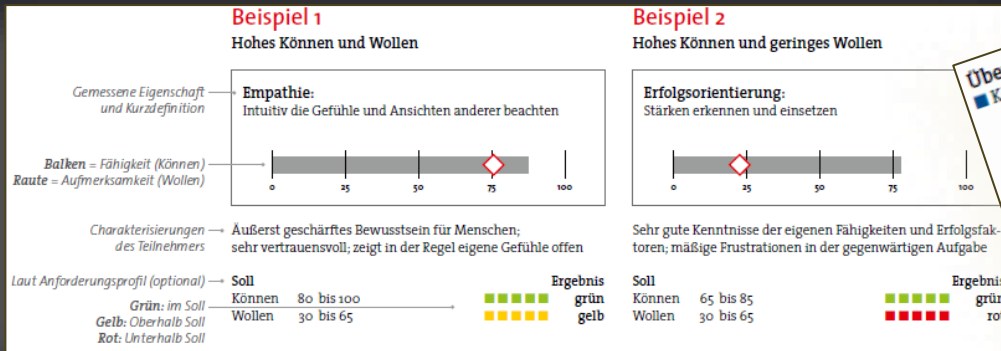 Beispiel 1
Hohes Können und Wollen
Gemessene Eigenschaft
und Kurzdefinition
Empathie:
Intuitiv die Gefühle und Ansichten anderer beachten
Balken = Fähigkeit (Können)
Raute = Aufmerksamkeit (Wollen)
0 25 50 75 100
Charakterisierungen
des Teilnehmers
Äußerst geschärftes Bewusstsein für Menschen;
sehr vertrauensvoll; zeigt in der Regel eigene Gefühle offen
Laut Anforderungsprofil (optional)
Grün: im Soll
Gelb: Oberhalb Soll
Rot: Unterhalb Soll
Soll Ergebnis
Können 80 bis 100 grün
Wollen 30 bis 65 gelb
Beispiel 2
Hohes Können und geringes Wollen
Erfolgsorientierung:
Stärken erkennen und einsetzen
0 25 50 75 100
Sehr gute Kenntnisse der eigenen Fähigkeiten und Erfolgsfak-
toren; mäßige Frustrationen in der gegenwärtigen Aufgabe
Soll Ergebnis
Können 65 bis 85 grün
Wollen 30 bis 65 rot